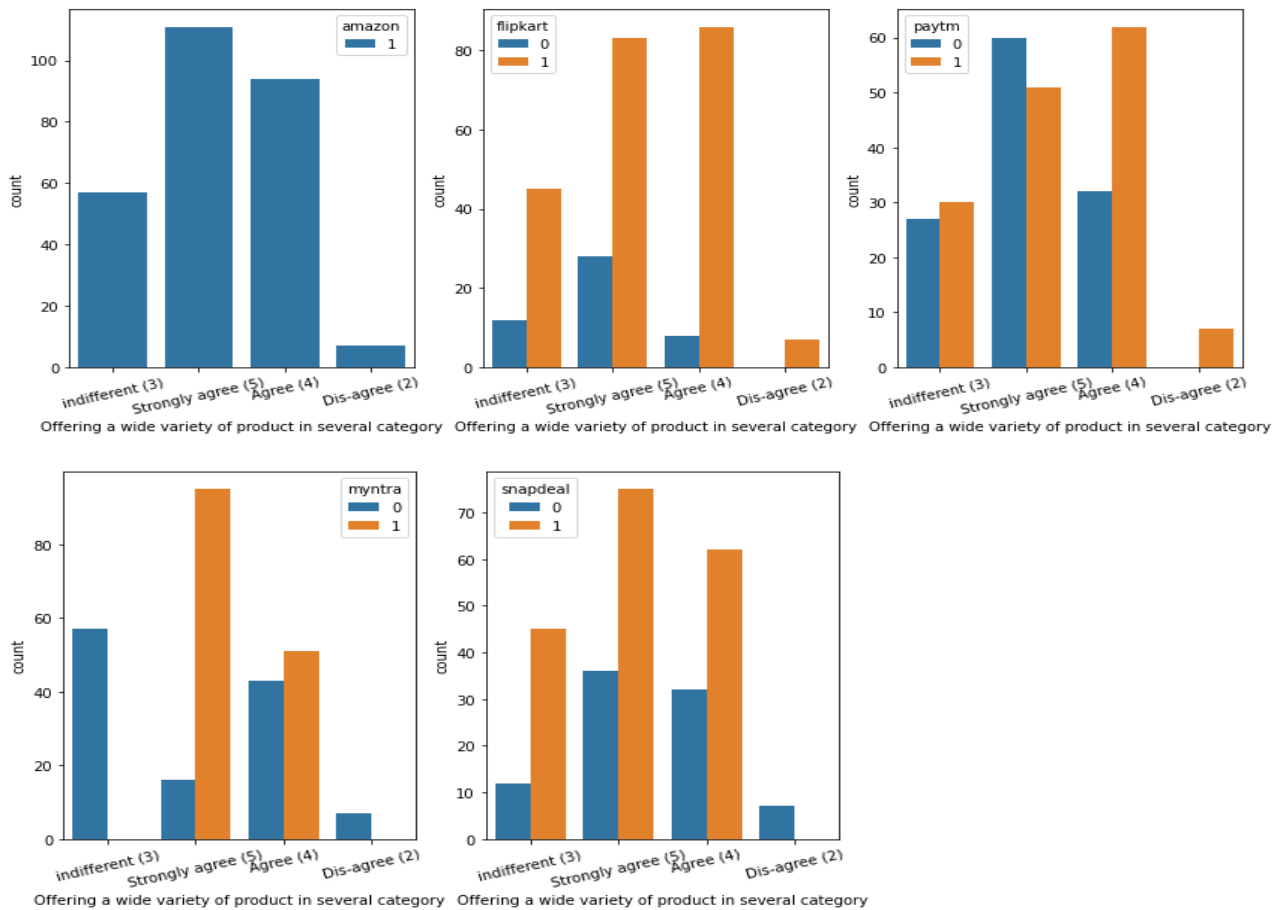 amazon
1
100
80
60
40
20
0
count
indifferent (3)
Strongly agree (5)
Agree (4)
Dis-agree (2)
Offering a wide variety of product in several category
flipkart
0
1
80
60
40
20
0
count
indifferent (3)
Strongly agree (5)
Agree (4)
Dis-agree (2)
Offering a wide variety of product in several category
paytm
0
1
60
50
40
30
20
10
0
count
indifferent (3)
Strongly agree (5)
Agree (4)
Dis-agree (2)
Offering a wide variety of product in several category
myntra
0
1
80
60
40
20
0
count
indifferent (3)
Strongly agree (5)
Agree (4)
Dis-agree (2)
Offering a wide variety of product in several category
snapdeal
0
1
70
60
50
40
30
20
10
0
count
indifferent (3)
Strongly agree (5)
Agree (4)
Dis-agree (2)
Offering a wide variety of product in several category